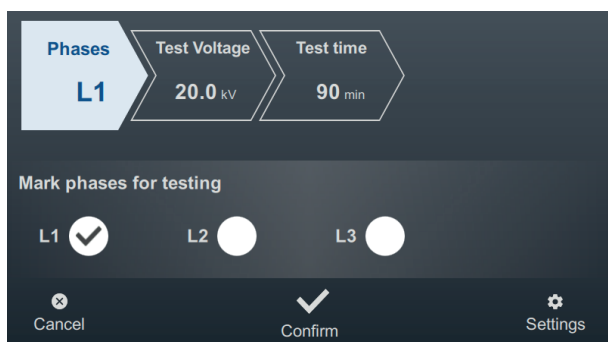 Phases
L1
Test Voltage
20.0 kV
Test time
90 min
Mark phases for testing
L1
L2
L3
Cancel
Confirm
Settings